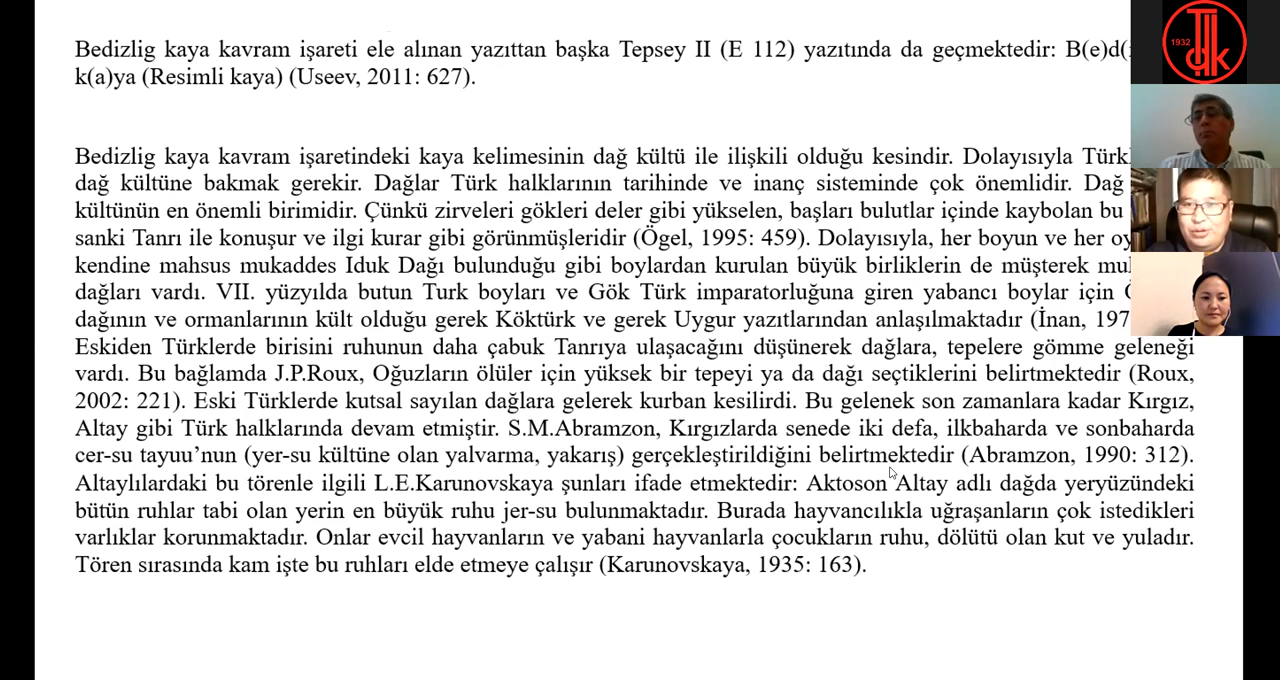 Bedizlig kaya kavram işareti ele alınan yazıttan başka Tepsey II (E 112) yazıtında da geçmektedir:
k(a)ya (Resimli kaya) (Useev, 2011: 627).
Bedizlig kaya kavram işaretindeki kaya kelimesinin dağ kültü ile ilişkili olduğu kesindir. Dolayısıyla
dağ kültüne bakmak gerekir. Dağlar Türk halklarının tarihinde ve inanç sisteminde çok önemlidir. Dağ
kültünün en önemli birimidir. Çünkü zirveleri gökleri deler gibi yükselen, başları bulutlar içinde kaybolan bu
sanki Tanrı ile konuşur ve ilgi kurar gibi görünmüşleridir (Ögel, 1995: 459). Dolayısıyla, her boyun ve her
kendine mahsus mukaddes Iduk Dağı bulunduğu gibi boylardan kurulan büyük birliklerin de müşterek
dağları vardı. VII. yüzyılda butun Turk boyları ve Gök Türk imparatorluğuna giren yabancı boylar için
dağının ve ormanlarının kült olduğu gerek Köktürk ve gerek Uygur yazıtlarından anlaşılmaktadır (İnan,
Eskiden Türklerde birisini ruhunun daha çabuk Tanrıya ulaşacağını düşünerek dağlara, tepelere gömme geleneği
vardı. Bu bağlamda J.P.Roux, Oğuzların ölüler için yüksek bir tepeyi ya da dağı seçtiklerini belirtmektedir (Roux,
2002: 221). Eski Türklerde kutsal sayılan dağlara gelerek kurban kesilirdi. Bu gelenek son zamanlara kadar Kırgız,
Altay gibi Türk halklarında devam etmiştir. S.M.Abramzon, Kırgızlarda senede iki defa, ilkbaharda ve sonbaharda
cer-su tayuu’nun (yer-su kültüne olan yalvarma, yakarış) gerçekleştirildiğini belirtmektedir (Abramzon, 1990: 312).
Altaylılardaki bu törenle ilgili L.E.Karunovskaya şunları ifade etmektedir: Aktoson Altay adlı dağda yeryüzündeki
bütün ruhlar tabi olan yerin en büyük ruhu jer-su bulunmaktadır. Burada hayvancılıkla uğraşanların çok istedikleri
varlıklar korunmaktadır. Onlar evcil hayvanların ve yabani hayvanlarla çocukların ruhu, dölütü olan kut ve yuladır.
Tören sırasında kam işte bu ruhları elde etmeye çalışır (Karunovskaya, 1935: 163).
1932